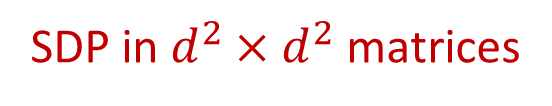 SDP in 𝑑² × 𝑑² matrices